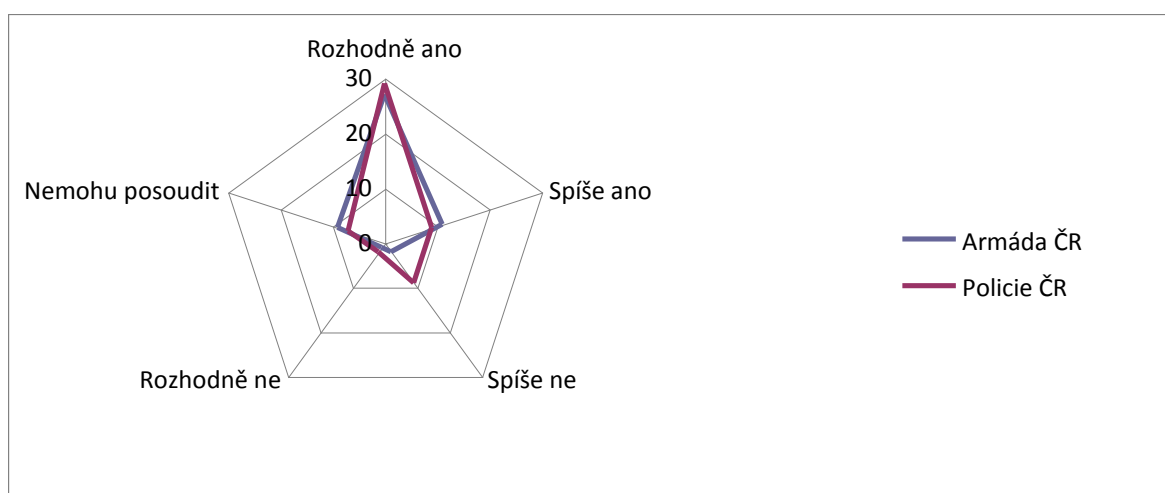 Rozhodně ano
30
20
10
0
Spíše ano
Spíše ne
Rozhodně ne
Nemohu posoudit
Armáda ČR
Policie ČR